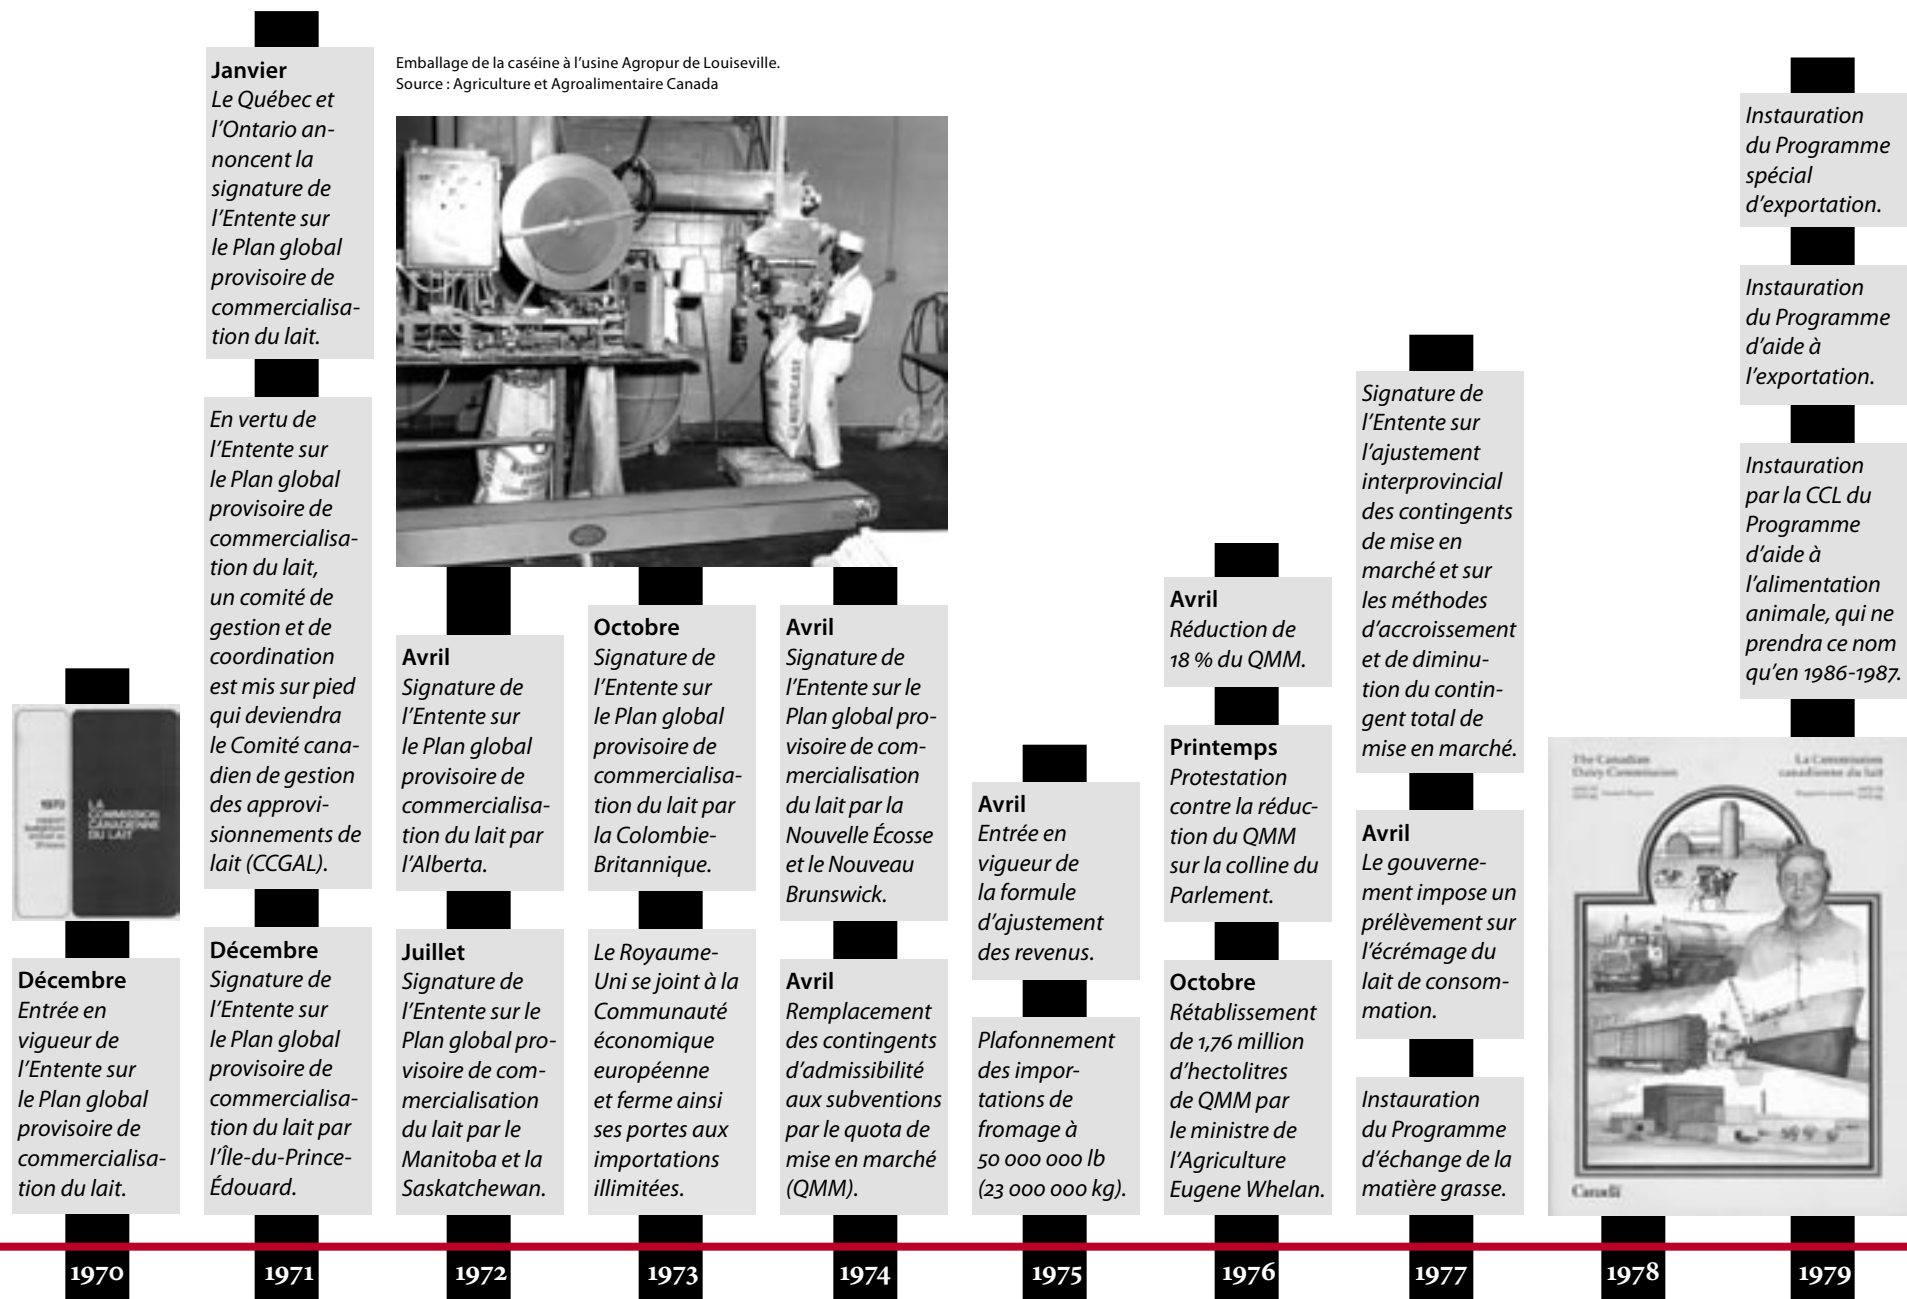 Emballage de la caséine à l'usine Agropur de Louiseville.
Source : Agriculture et Agroalimentaire Canada
1970
LA
COMMISSION
CANADIENNE
DU LAIT
Décembre
Entrée en
vigueur de
l'Entente sur
le Plan global
provisoire de
commercialisa-
tion du lait.
1970
Janvier
Le Québec et
l'Ontario an-
noncent la
signature de
l'Entente sur
le Plan global
provisoire de
commercialisa-
tion du lait.
En vertu de
l'Entente sur
le Plan global
provisoire de
commercialisa-
tion du lait,
un comité de
gestion et de
coordination
est mis sur pied
qui deviendra
le Comité cana-
dien de gestion
des approvi-
sionnements de
lait (CCGAL).
Décembre
Signature de
l'Entente sur
le Plan global
provisoire de
commercialisa-
tion du lait par
l'Île-du-Prince-
Édouard.
1971
NUTRICASE
Avril
Signature de
l'Entente sur
le Plan global
provisoire de
commercialisa-
tion du lait par
l'Alberta.
Juillet
Signature de
l'Entente sur le
Plan global pro-
visoire de com-
mercialisation
du lait par le
Manitoba et la
Saskatchewan.
1972
Octobre
Signature de
l'Entente sur
le Plan global
provisoire de
commercialisa-
tion du lait par
la Colombie-
Britannique.
Le Royaume-
Uni se joint à la
Communauté
économique
européenne
et ferme ainsi
ses portes aux
importations
illimitées.
1973
Avril
Signature de
l'Entente sur le
Plan global pro-
visoire de com-
mercialisation
du lait par la
Nouvelle Écosse
et le Nouveau
Brunswick.
Avril
Remplacement
des contingents
d'admissibilité
aux subventions
par le quota de
mise en marché
(QMM).
1974
Avril
Entrée en
vigueur de
la formule
d'ajustement
des revenus.
Plafonnement
des impor-
tations de
fromage à
50 000 000 lb
(23 000 000 kg).
1975
Avril
Réduction de
18 % du QMM.
Printemps
Protestation
contre la réduc-
tion du QMM
sur la colline du
Parlement.
Octobre
Rétablissement
de 1,76 million
d'hectolitres
de QMM par
le ministre de
l'Agriculture
Eugene Whelan.
1976
Signature de
l'Entente sur
l'ajustement
interprovincial
des contingents
de mise en
marché et sur
les méthodes
d'accroissement
et de diminu-
tion du contin-
gent total de
mise en marché.
Avril
Le gouverne-
ment impose un
prélèvement sur
l'écrémage du
lait de consom-
mation.
Instauration
du Programme
d'échange de la
matière grasse.
1977
The Canadian
Dairy Commission
La Commission
canadienne du lait
Canada
1978
Instauration
du Programme
spécial
d'exportation.
Instauration
du Programme
d'aide à
l'exportation.
Instauration
par la CCL du
Programme
d'aide à
l'alimentation
animale, qui ne
prendra ce nom
qu'en 1986-1987.
1979